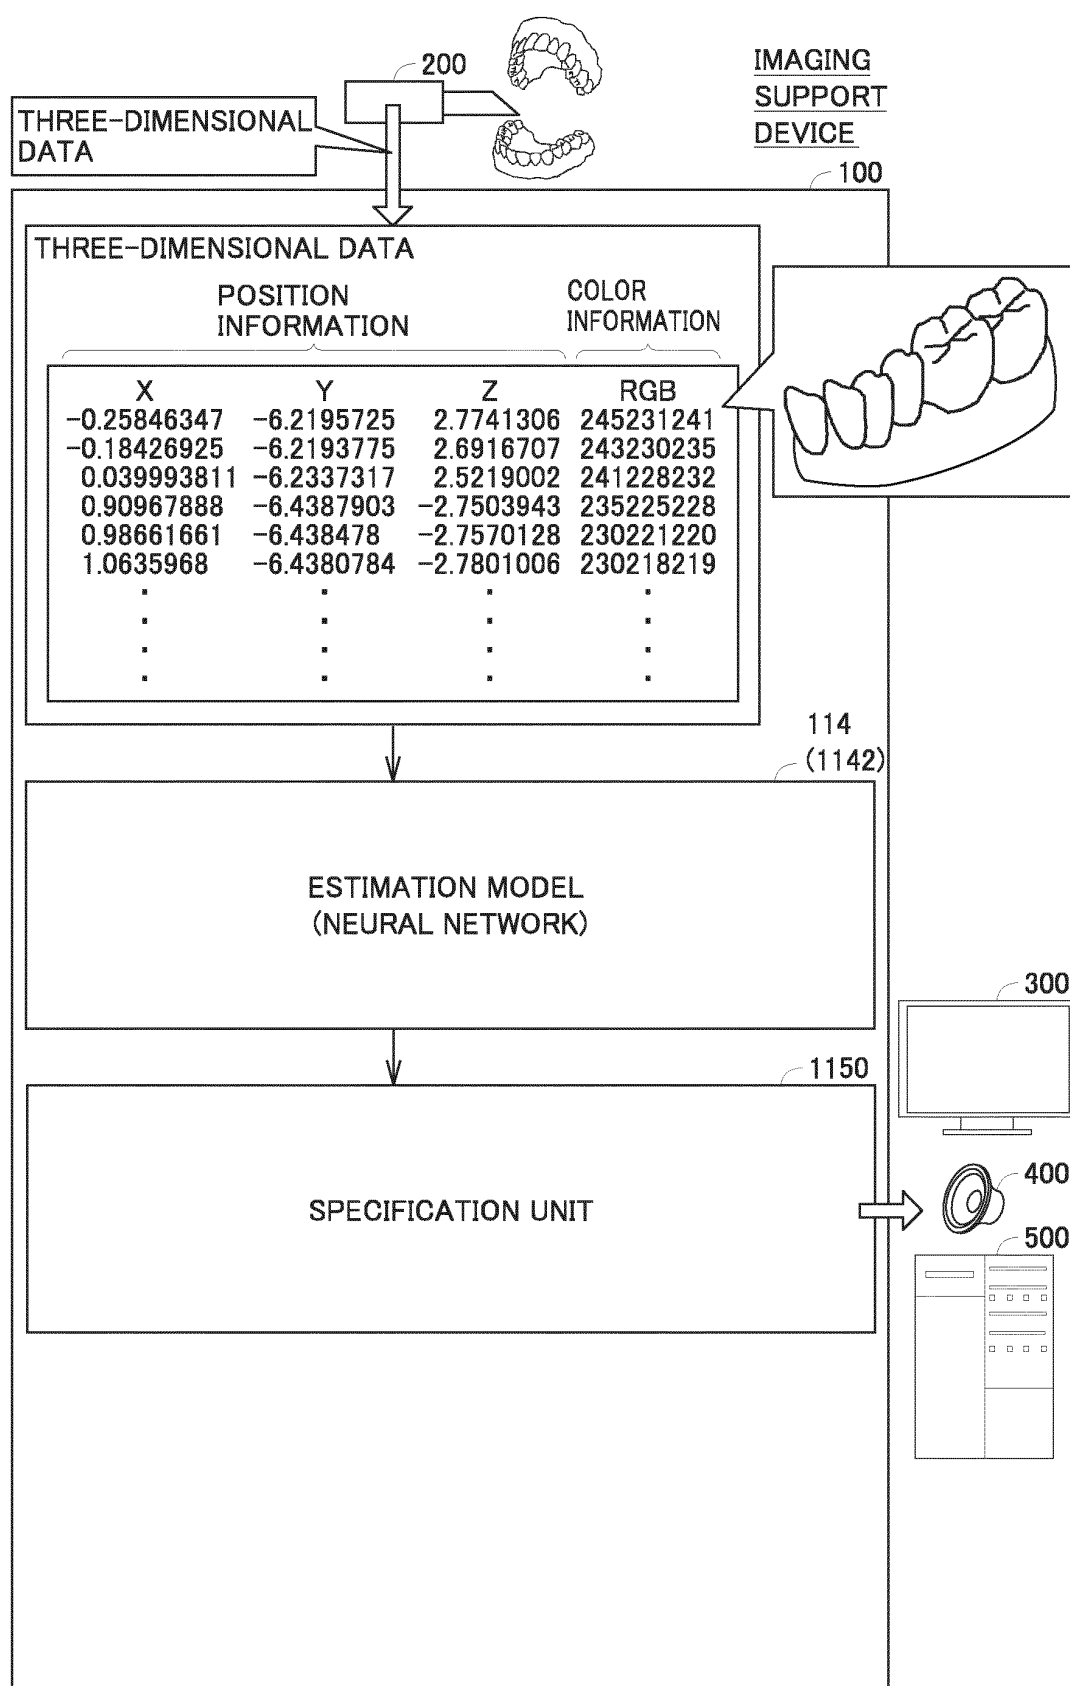 200
IMAGING
SUPPORT
DEVICE
THREE-DIMENSIONAL
DATA
100
THREE-DIMENSIONAL DATA
POSITION
INFORMATION
COLOR
INFORMATION
X Y Z RGB
-0.25846347 -6.2195725 2.7741306 245231241
-0.18426925 -6.2193775 2.6916707 243230235
0.039993811 -6.2337317 2.5219002 241228232
0.90967888 -6.4387903 -2.7503943 235225228
0.98661661 -6.438478 -2.7570128 230221220
1.0635968 -6.4380784 -2.7801006 230218219
114
(1142)
ESTIMATION MODEL
(NEURAL NETWORK)
300
1150
SPECIFICATION UNIT
400
500